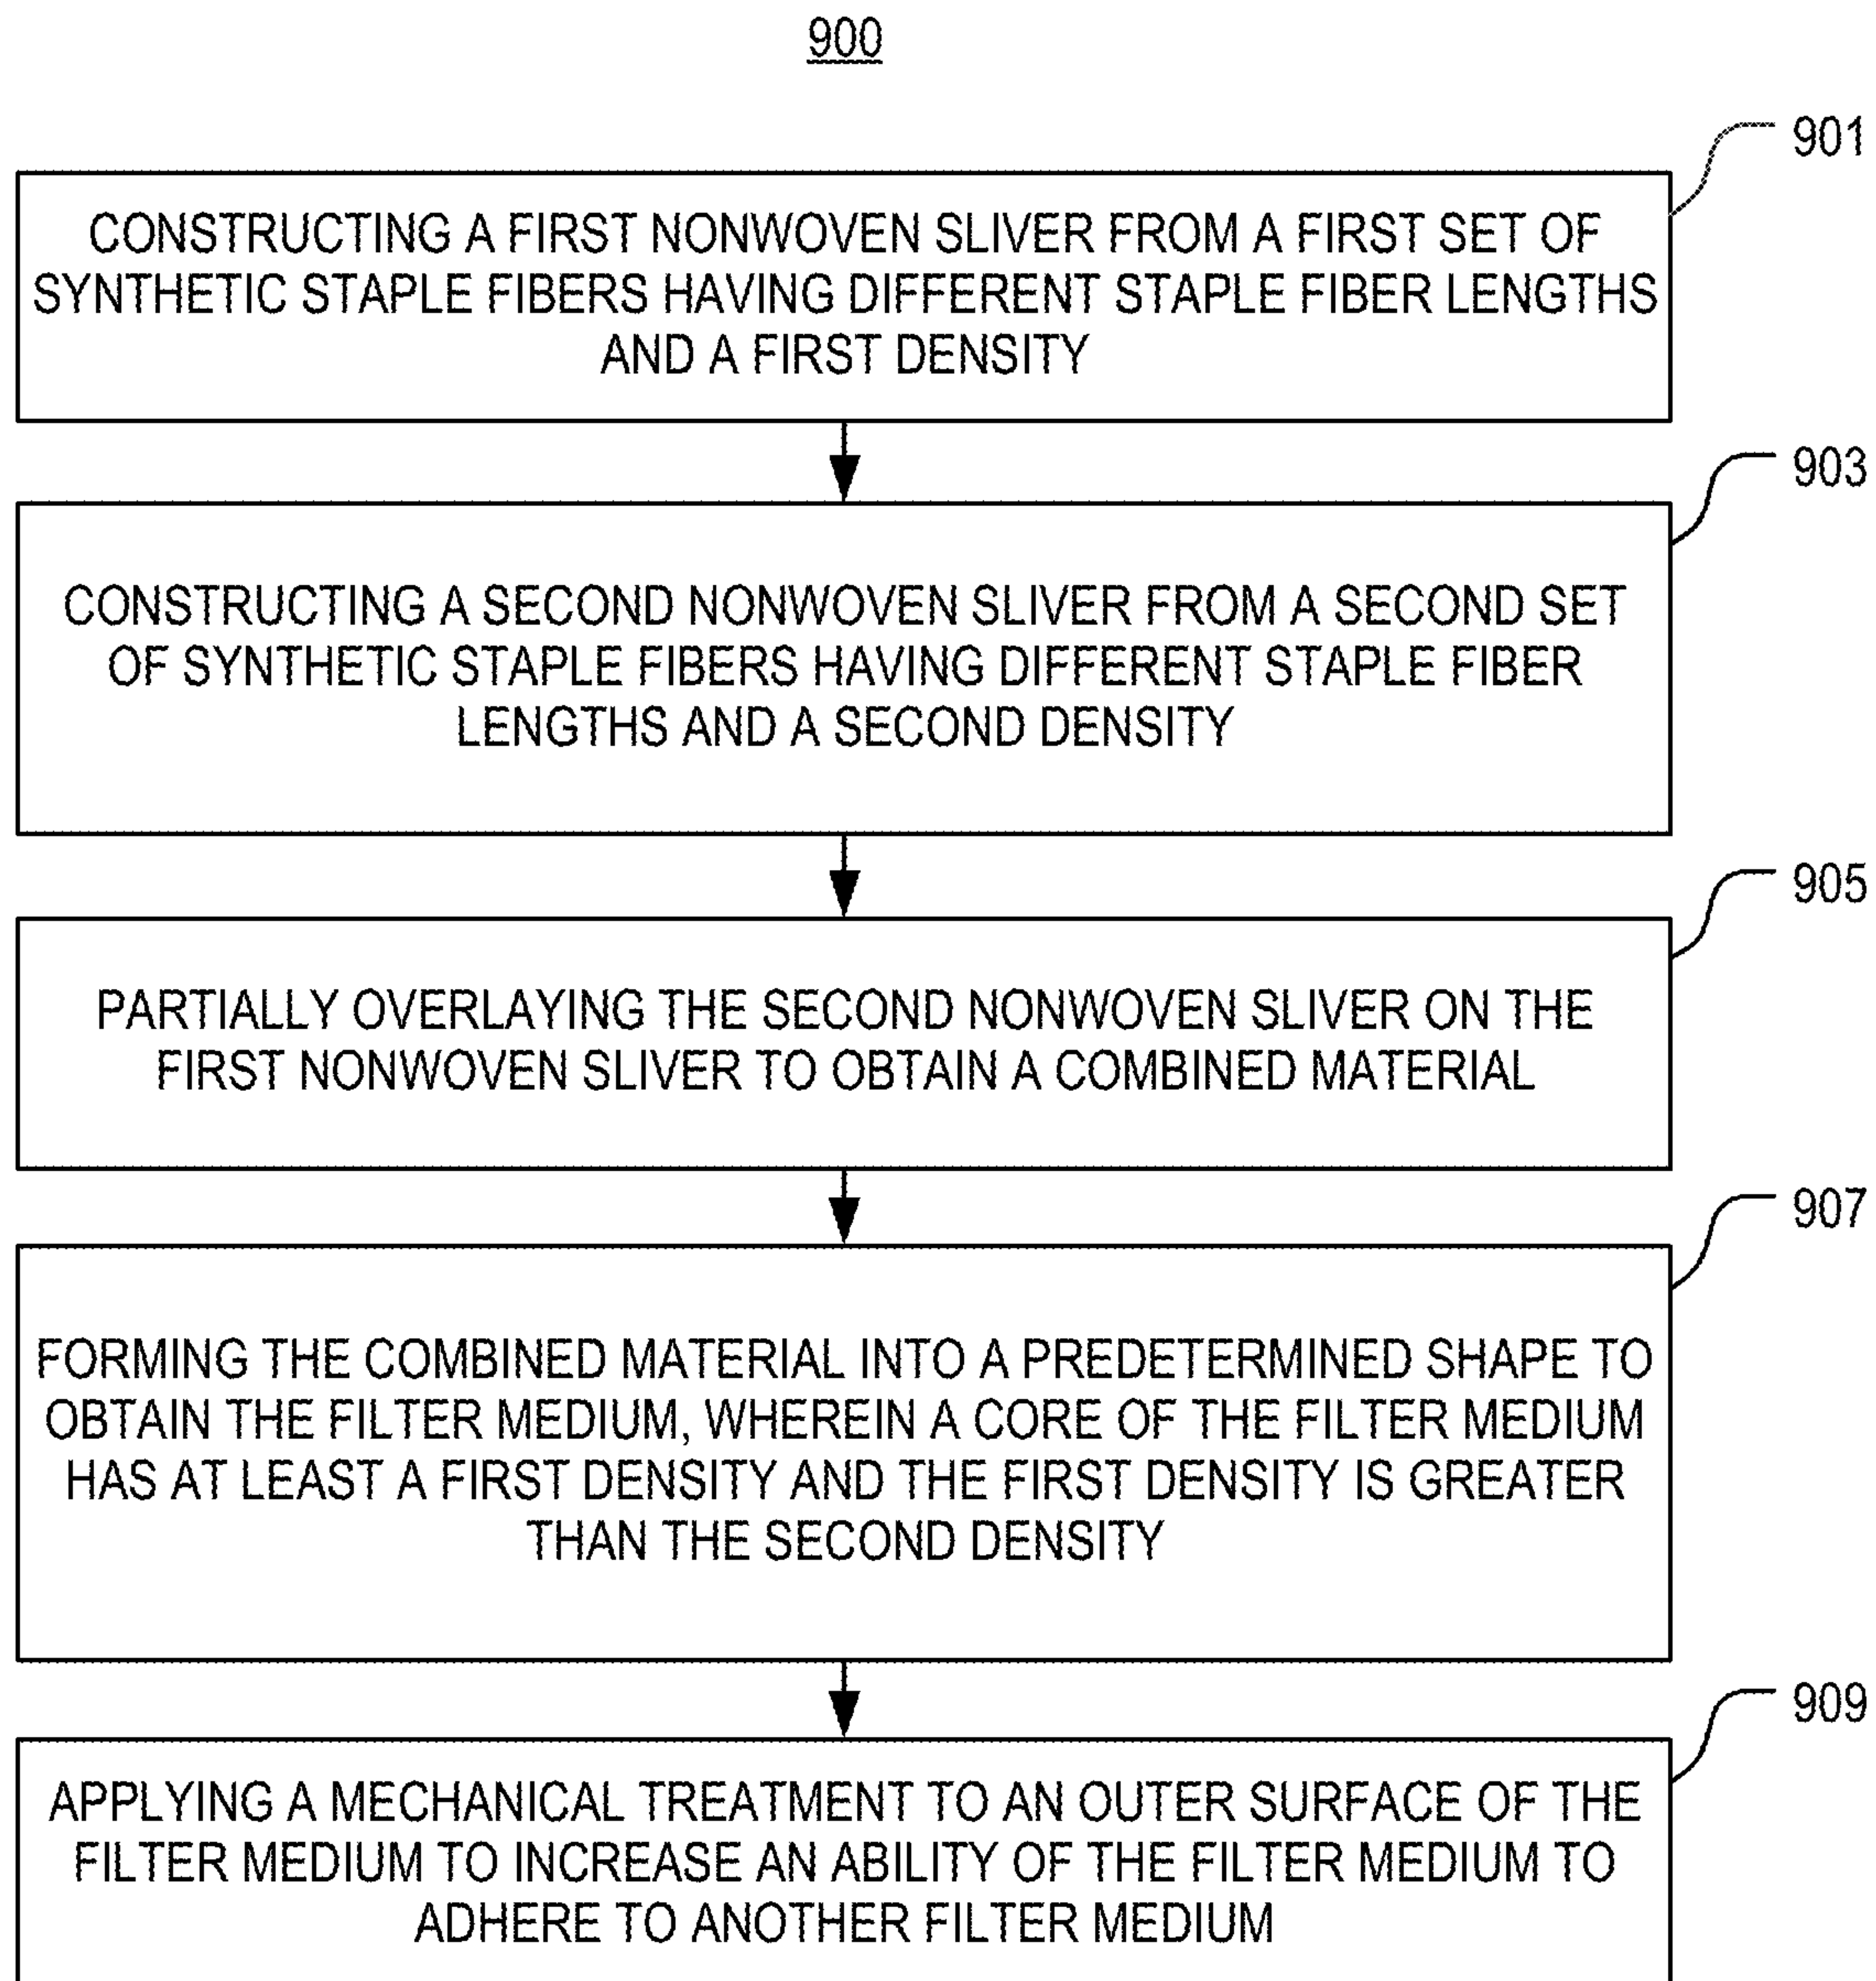 900
901
CONSTRUCTING A FIRST NONWOVEN SLIVER FROM A FIRST SET OF
SYNTHETIC STAPLE FIBERS HAVING DIFFERENT STAPLE FIBER LENGTHS
AND A FIRST DENSITY
903
CONSTRUCTING A SECOND NONWOVEN SLIVER FROM A SECOND SET
OF SYNTHETIC STAPLE FIBERS HAVING DIFFERENT STAPLE FIBER
LENGTHS AND A SECOND DENSITY
905
PARTIALLY OVERLAYING THE SECOND NONWOVEN SLIVER ON THE
FIRST NONWOVEN SLIVER TO OBTAIN A COMBINED MATERIAL
907
FORMING THE COMBINED MATERIAL INTO A PREDETERMINED SHAPE TO
OBTAIN THE FILTER MEDIUM, WHEREIN A CORE OF THE FILTER MEDIUM
HAS AT LEAST A FIRST DENSITY AND THE FIRST DENSITY IS GREATER
THAN THE SECOND DENSITY
909
APPLYING A MECHANICAL TREATMENT TO AN OUTER SURFACE OF THE
FILTER MEDIUM TO INCREASE AN ABILITY OF THE FILTER MEDIUM TO
ADHERE TO ANOTHER FILTER MEDIUM